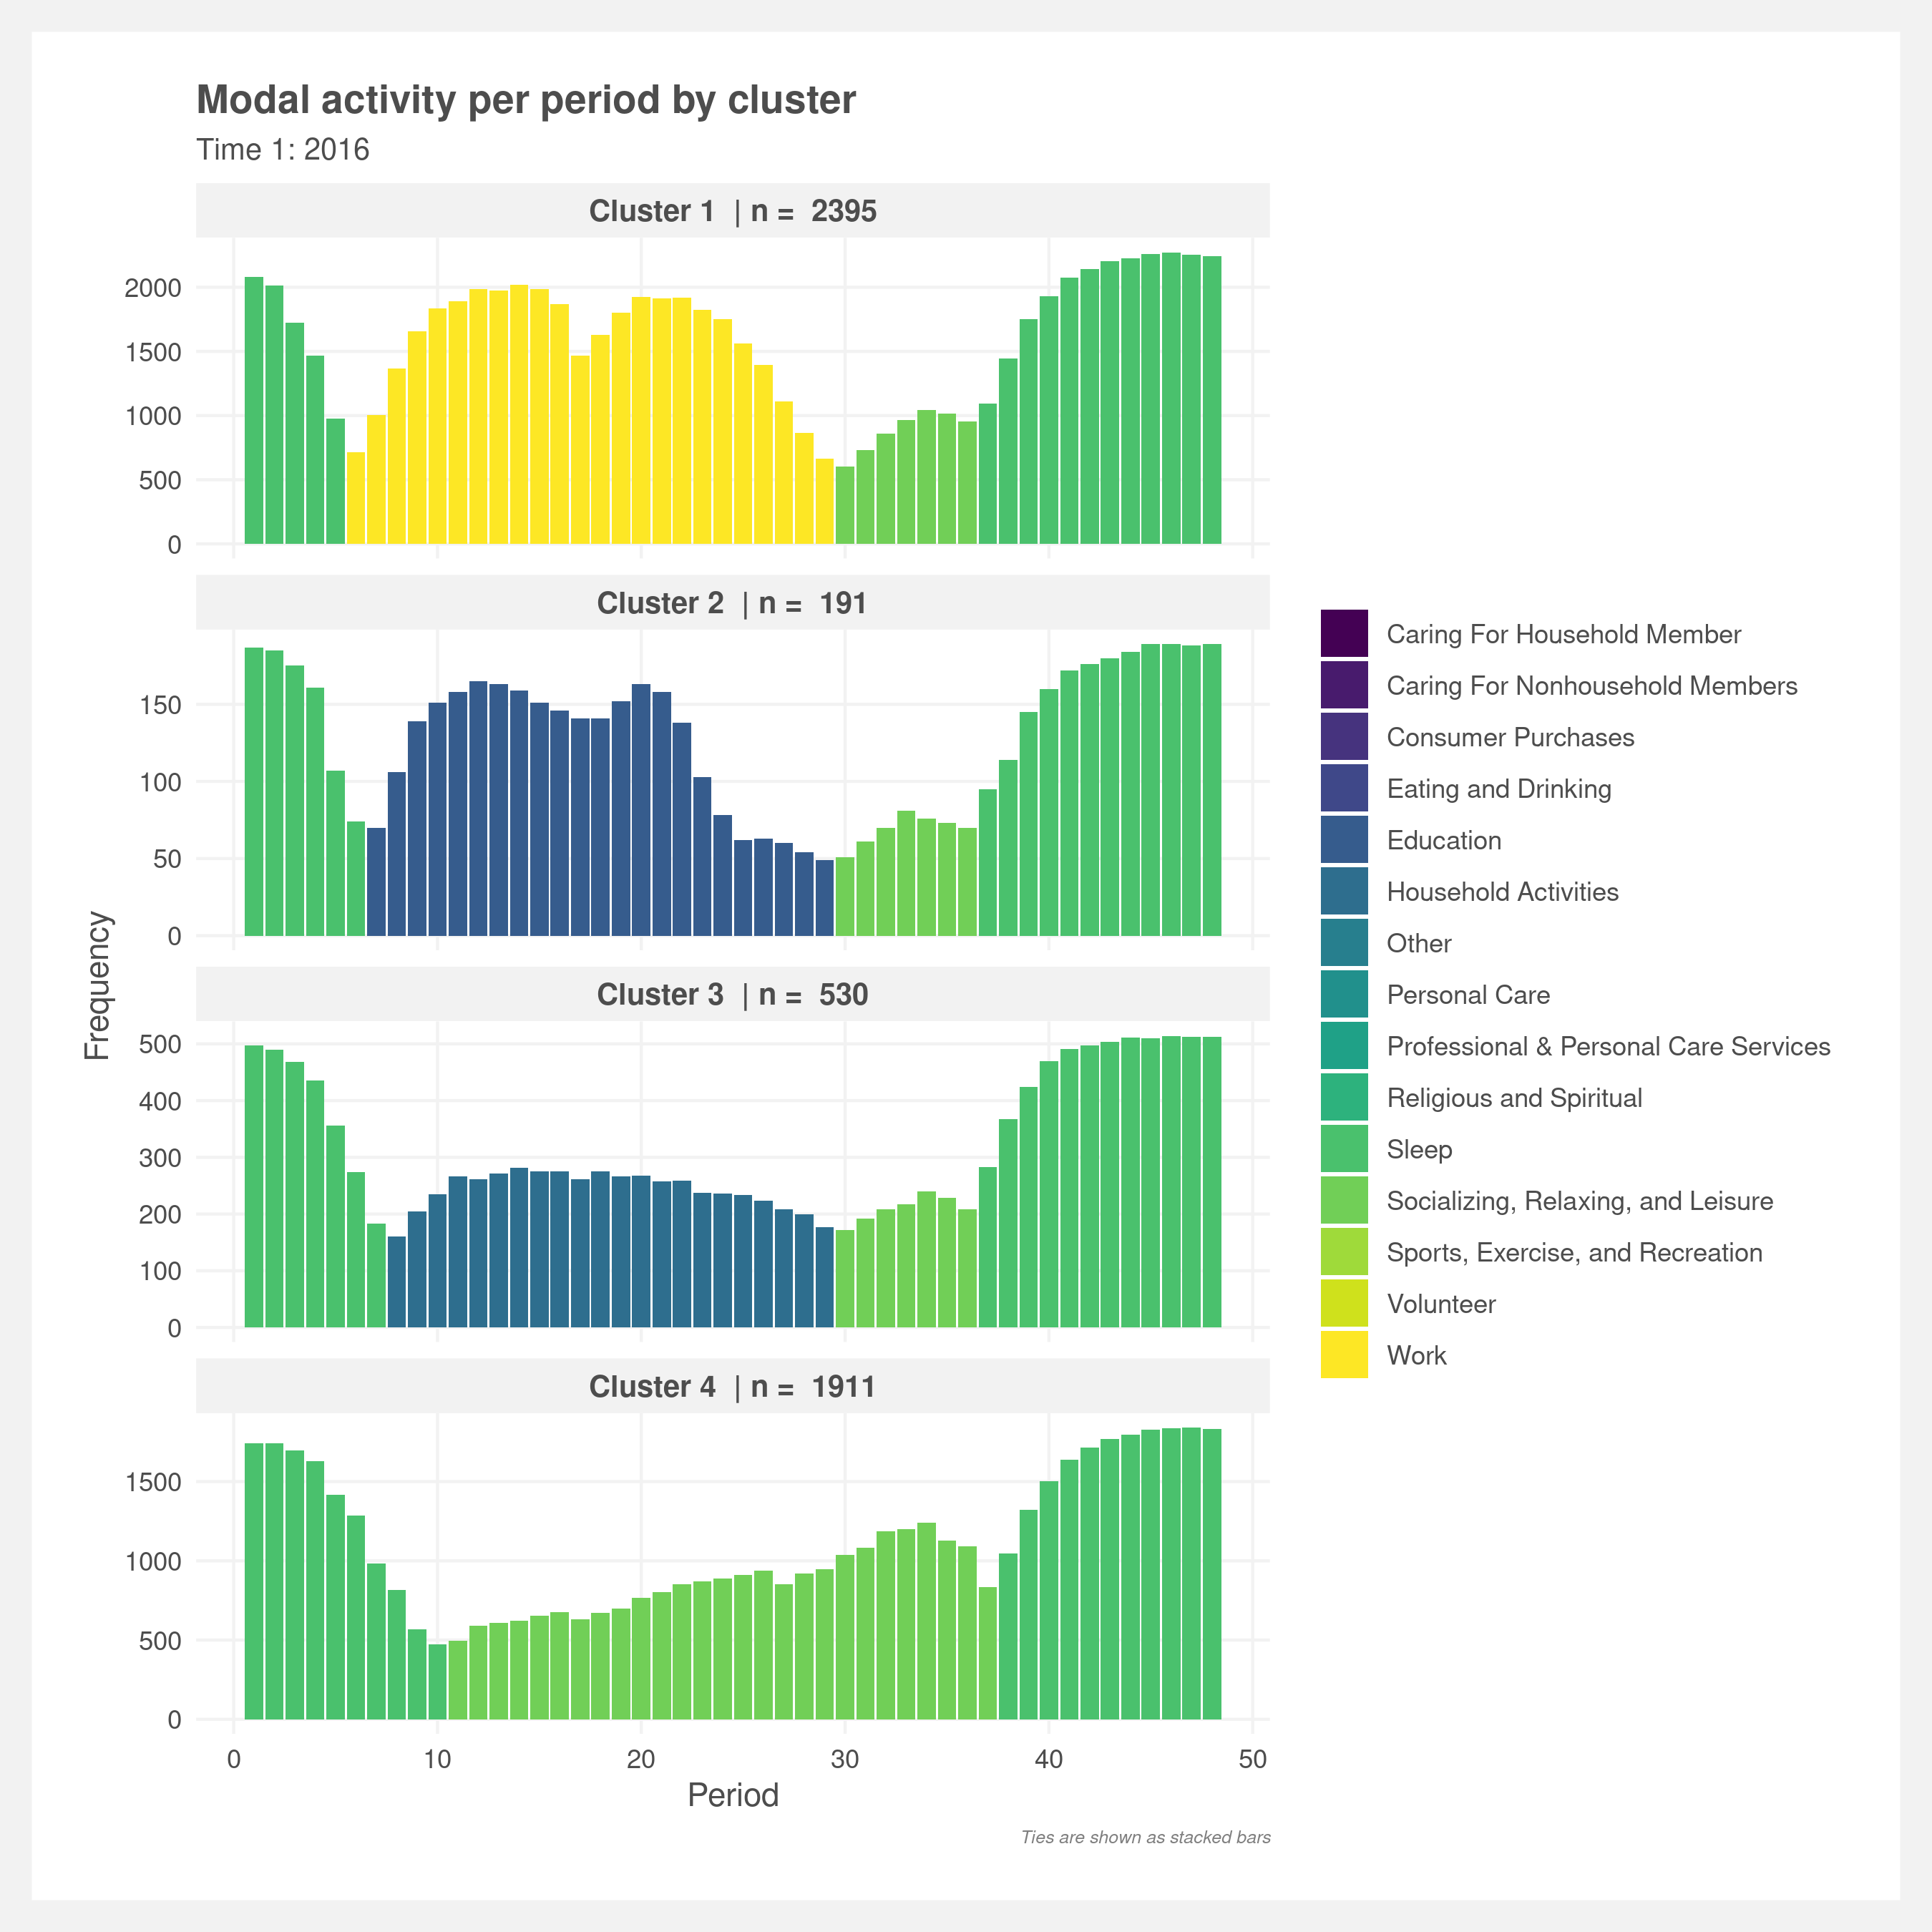 Modal activity per period by cluster
Time 1: 2016
Cluster 1 | n = 2395
2000
1500
1000
500
0
Cluster 2 | n = 191
150
100
50
0
Cluster 3 | n = 530
500
400
300
200
100
0
Cluster 4 | n = 1911
1500
1000
500
0
0 10 20 30 40 50
Period
Frequency
Caring For Household Member
Caring For Nonhousehold Members
Consumer Purchases
Eating and Drinking
Education
Household Activities
Other
Personal Care
Professional & Personal Care Services
Religious and Spiritual
Sleep
Socializing, Relaxing, and Leisure
Sports, Exercise, and Recreation
Volunteer
Work
Ties are shown as stacked bars